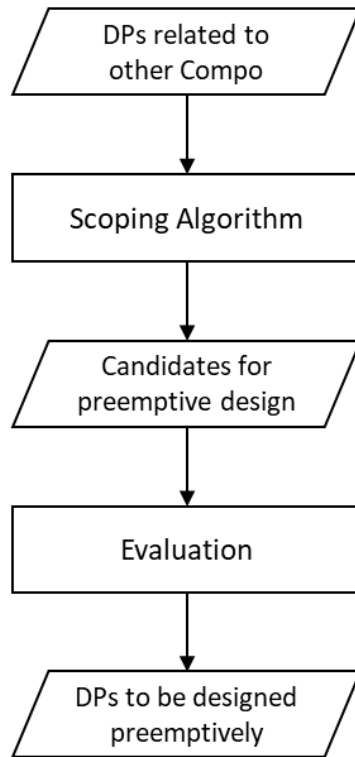 DPs related to
other Compo
Scoping Algorithm
Candidates for
preemptive design
Evaluation
DPs to be designed
preemptively